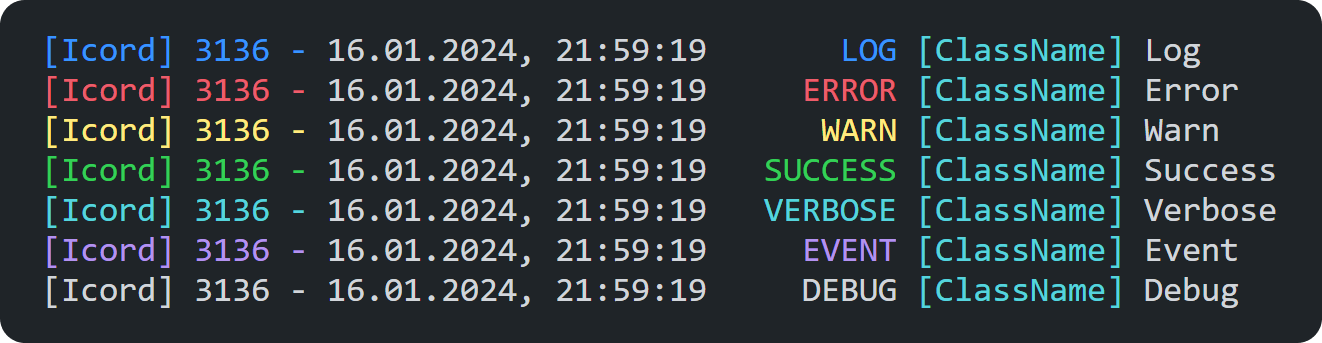 [Icord] 3136 - 16.01.2024, 21:59:19 LOG [ClassName] Log
[Icord] 3136 - 16.01.2024, 21:59:19 ERROR [ClassName] Error
[Icord] 3136 - 16.01.2024, 21:59:19 WARN [ClassName] Warn
[Icord] 3136 - 16.01.2024, 21:59:19 SUCCESS [ClassName] Success
[Icord] 3136 - 16.01.2024, 21:59:19 VERBOSE [ClassName] Verbose
[Icord] 3136 - 16.01.2024, 21:59:19 EVENT [ClassName] Event
[Icord] 3136 - 16.01.2024, 21:59:19 DEBUG [ClassName] Debug